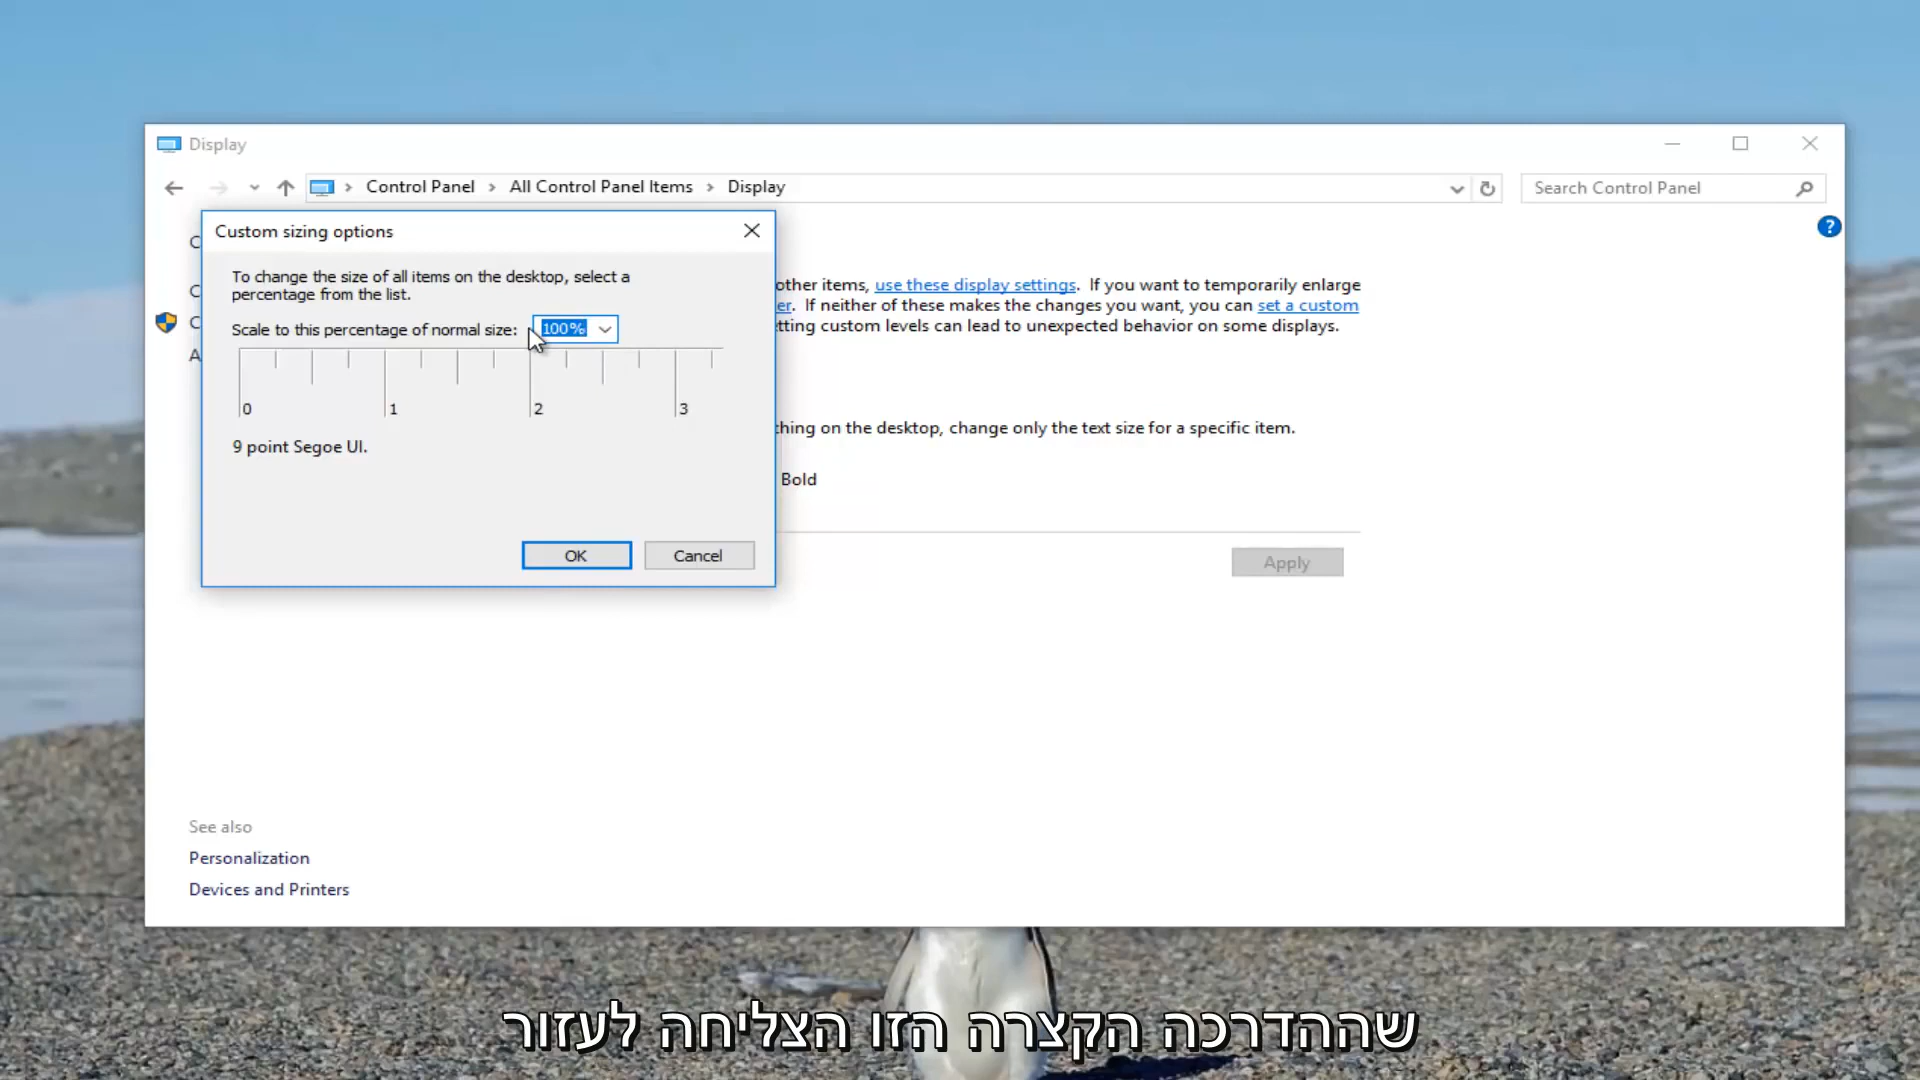 Display
Control Panel > All Control Panel Items > Display
Search Control Panel
?
Custom sizing options
To change the size of all items on the desktop, select a
percentage from the list.
Scale to this percentage of normal size: 100%
0 1 2 3
9 point Segoe UI.
OK Cancel
other items, use these display settings. If you want to temporarily enlarge
er. If neither of these makes the changes you want, you can set a custom
tting custom levels can lead to unexpected behavior on some displays.
hing on the desktop, change only the text size for a specific item.
Bold
Apply
C
C
C
A
See also
Personalization
Devices and Printers
שההדרכה הקצרה הזו הצליחה לעזור